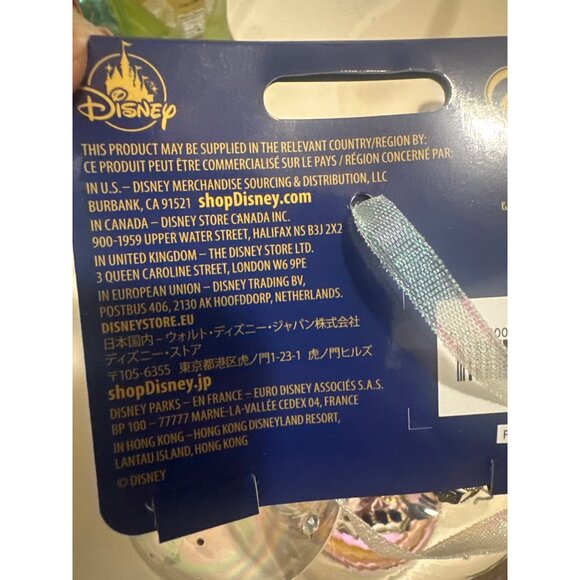 DISNEY
THIS PRODUCT MAY BE SUPPLIED IN THE RELEVANT COUNTRY/REGION BY:
CE PRODUIT PEUT ÊTRE COMMERCIALISÉ SUR LE PAYS / RÉGION CONCERNÉ PAR:
IN U.S.– DISNEY MERCHANDISE SOURCING & DISTRIBUTION, LLC
BURBANK, CA 91521 shopDisney.com
IN CANADA – DISNEY STORE CANADA INC.
900-1959 UPPER WATER STREET, HALIFAX NS B3J 2X2
IN UNITED KINGDOM – THE DISNEY STORE LTD.
3 QUEEN CAROLINE STREET, LONDON W6 9PE
IN EUROPEAN UNION – DISNEY TRADING BV,
POSTBUS 406, 2130 AK HOOFDDORP, NETHERLANDS.
DISNEYSTORE.EU
日本国内–ウォルト・ディズニー・ジャパン株式会社
ディズニー・ストア
〒105-6355 東京都港区虎ノ門1-23-1 虎ノ門ヒルズ
shopDisney.jp
DISNEY PARKS – EN FRANCE – EURO DISNEY ASSOCIÉS S.A.S.
BP 100 – 77777 MARNE-LA-VALLÉE CEDEX 04, FRANCE
IN HONG KONG – HONG KONG DISNEYLAND RESORT,
LANTAU ISLAND, HONG KONG
© DISNEY